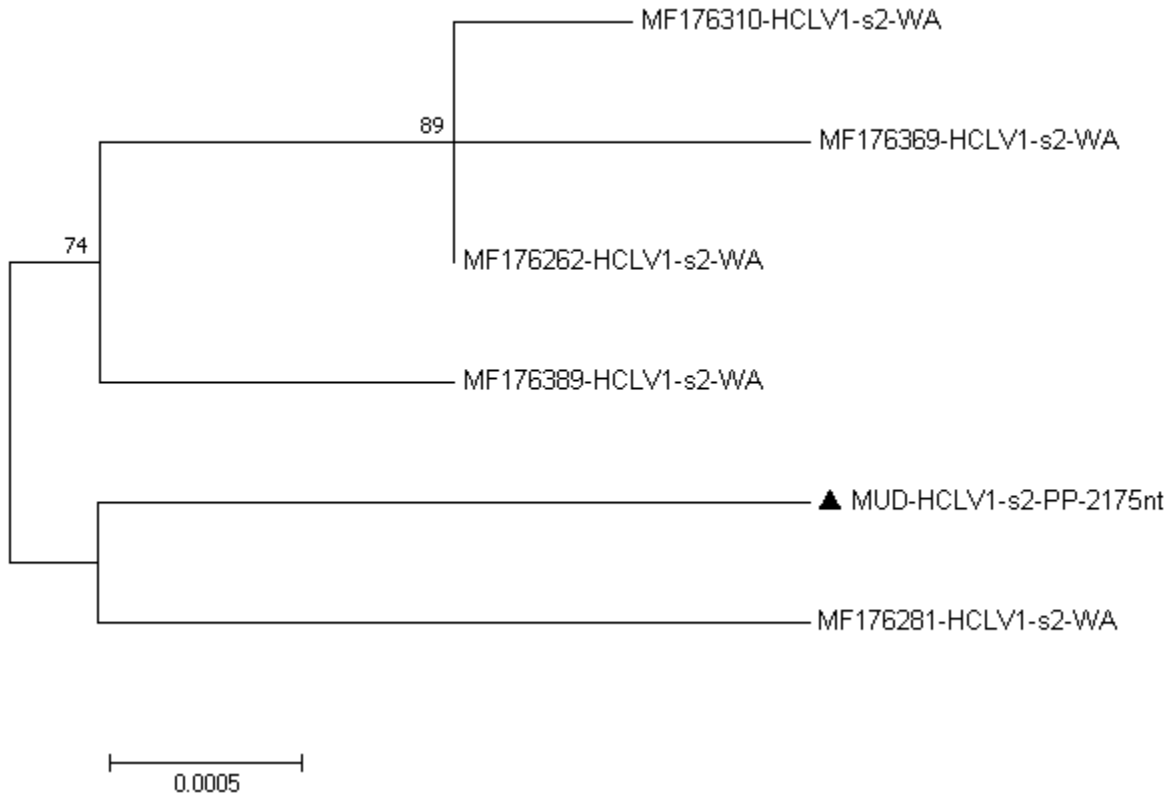 MF176310-HCLV1-s2-WA
89
MF176369-HCLV1-s2-WA
74
MF176262-HCLV1-s2-WA
MF176389-HCLV1-s2-WA
MUD-HCLV1-s2-PP-2175nt
MF176281-HCLV1-s2-WA
0.0005